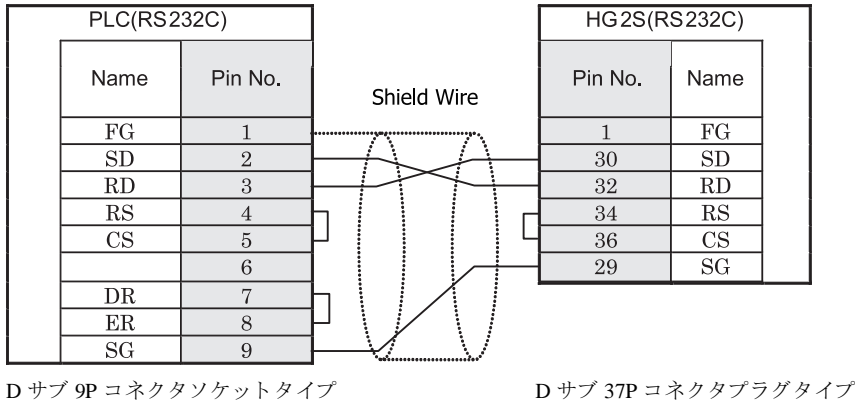 PLC(RS232C)
HG2S(RS232C)
Name Pin No.
Pin No. Name
Shield Wire
FG 1
1 FG
SD 2
30 SD
RD 3
32 RD
RS 4
34 RS
CS 5
36 CS
6
29 SG
DR 7
ER 8
SG 9
D サブ 9P コネクタソケットタイプ
D サブ 37P コネクタプラグタイプ